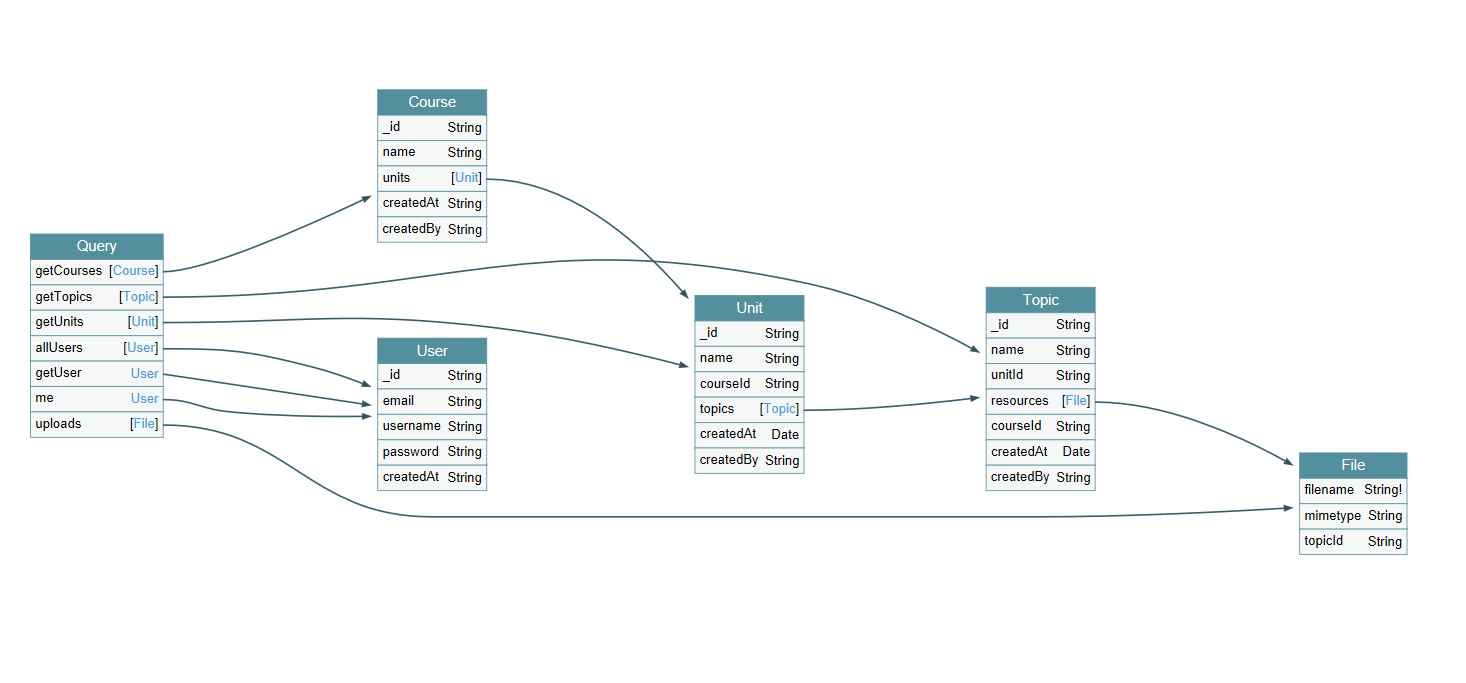 Query
getCourses [Course]
getTopics [Topic]
getUnits [Unit]
allUsers [User]
getUser User
me User
uploads [File]
Course
_id String
name String
units [Unit]
createdAt String
createdBy String
User
_id String
email String
username String
password String
createdAt String
Unit
_id String
name String
courseId String
topics [Topic]
createdAt Date
createdBy String
Topic
_id String
name String
unitId String
resources [File]
courseId String
createdAt Date
createdBy String
File
filename String!
mimetype String
topicId String